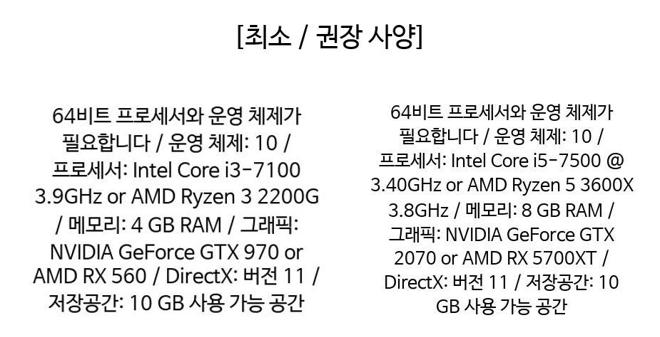 [최소 / 권장 사양]
64비트 프로세서와 운영 체제가
필요합니다 / 운영 체제: 10 /
프로세서: Intel Core i3-7100
3.9GHz or AMD Ryzen 3 2200G
/ 메모리: 4 GB RAM / 그래픽:
NVIDIA GeForce GTX 970 or
AMD RX 560 / DirectX: 버전 11 /
저장공간: 10 GB 사용 가능 공간
64비트 프로세서와 운영 체제가
필요합니다 / 운영 체제: 10 /
프로세서: Intel Core i5-7500 @
3.40GHz or AMD Ryzen 5 3600X
3.8GHz / 메모리: 8 GB RAM /
그래픽: NVIDIA GeForce GTX
2070 or AMD RX 5700XT /
DirectX: 버전 11 / 저장공간: 10
GB 사용 가능 공간